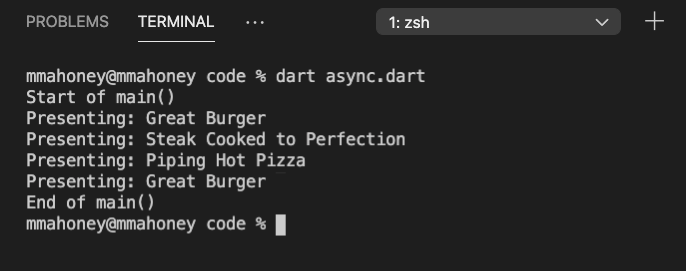 PROBLEMS TERMINAL ··· 1: zsh
mmahoney@mmahoney code % dart async.dart
Start of main()
Presenting: Great Burger
Presenting: Steak Cooked to Perfection
Presenting: Piping Hot Pizza
Presenting: Great Burger
End of main()
mmahoney@mmahoney code %